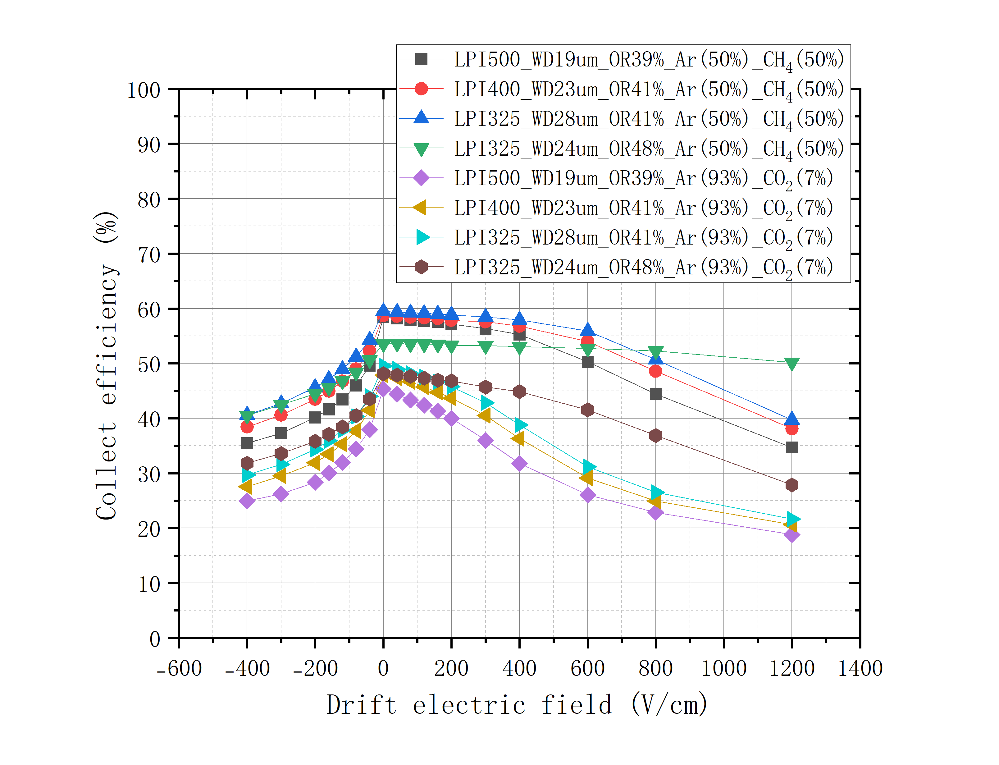 LPI500_WD19um_OR39%_Ar(50%)_CH₄(50%)
LPI400_WD23um_OR41%_Ar(50%)_CH₄(50%)
LPI325_WD28um_OR41%_Ar(50%)_CH₄(50%)
LPI325_WD24um_OR48%_Ar(50%)_CH₄(50%)
LPI500_WD19um_OR39%_Ar(93%)_CO₂(7%)
LPI400_WD23um_OR41%_Ar(93%)_CO₂(7%)
LPI325_WD28um_OR41%_Ar(93%)_CO₂(7%)
LPI325_WD24um_OR48%_Ar(93%)_CO₂(7%)
Collect efficiency (%)
100
90
80
70
60
50
40
30
20
10
0
-600 -400 -200 0 200 400 600 800 1000 1200 1400
Drift electric field (V/cm)